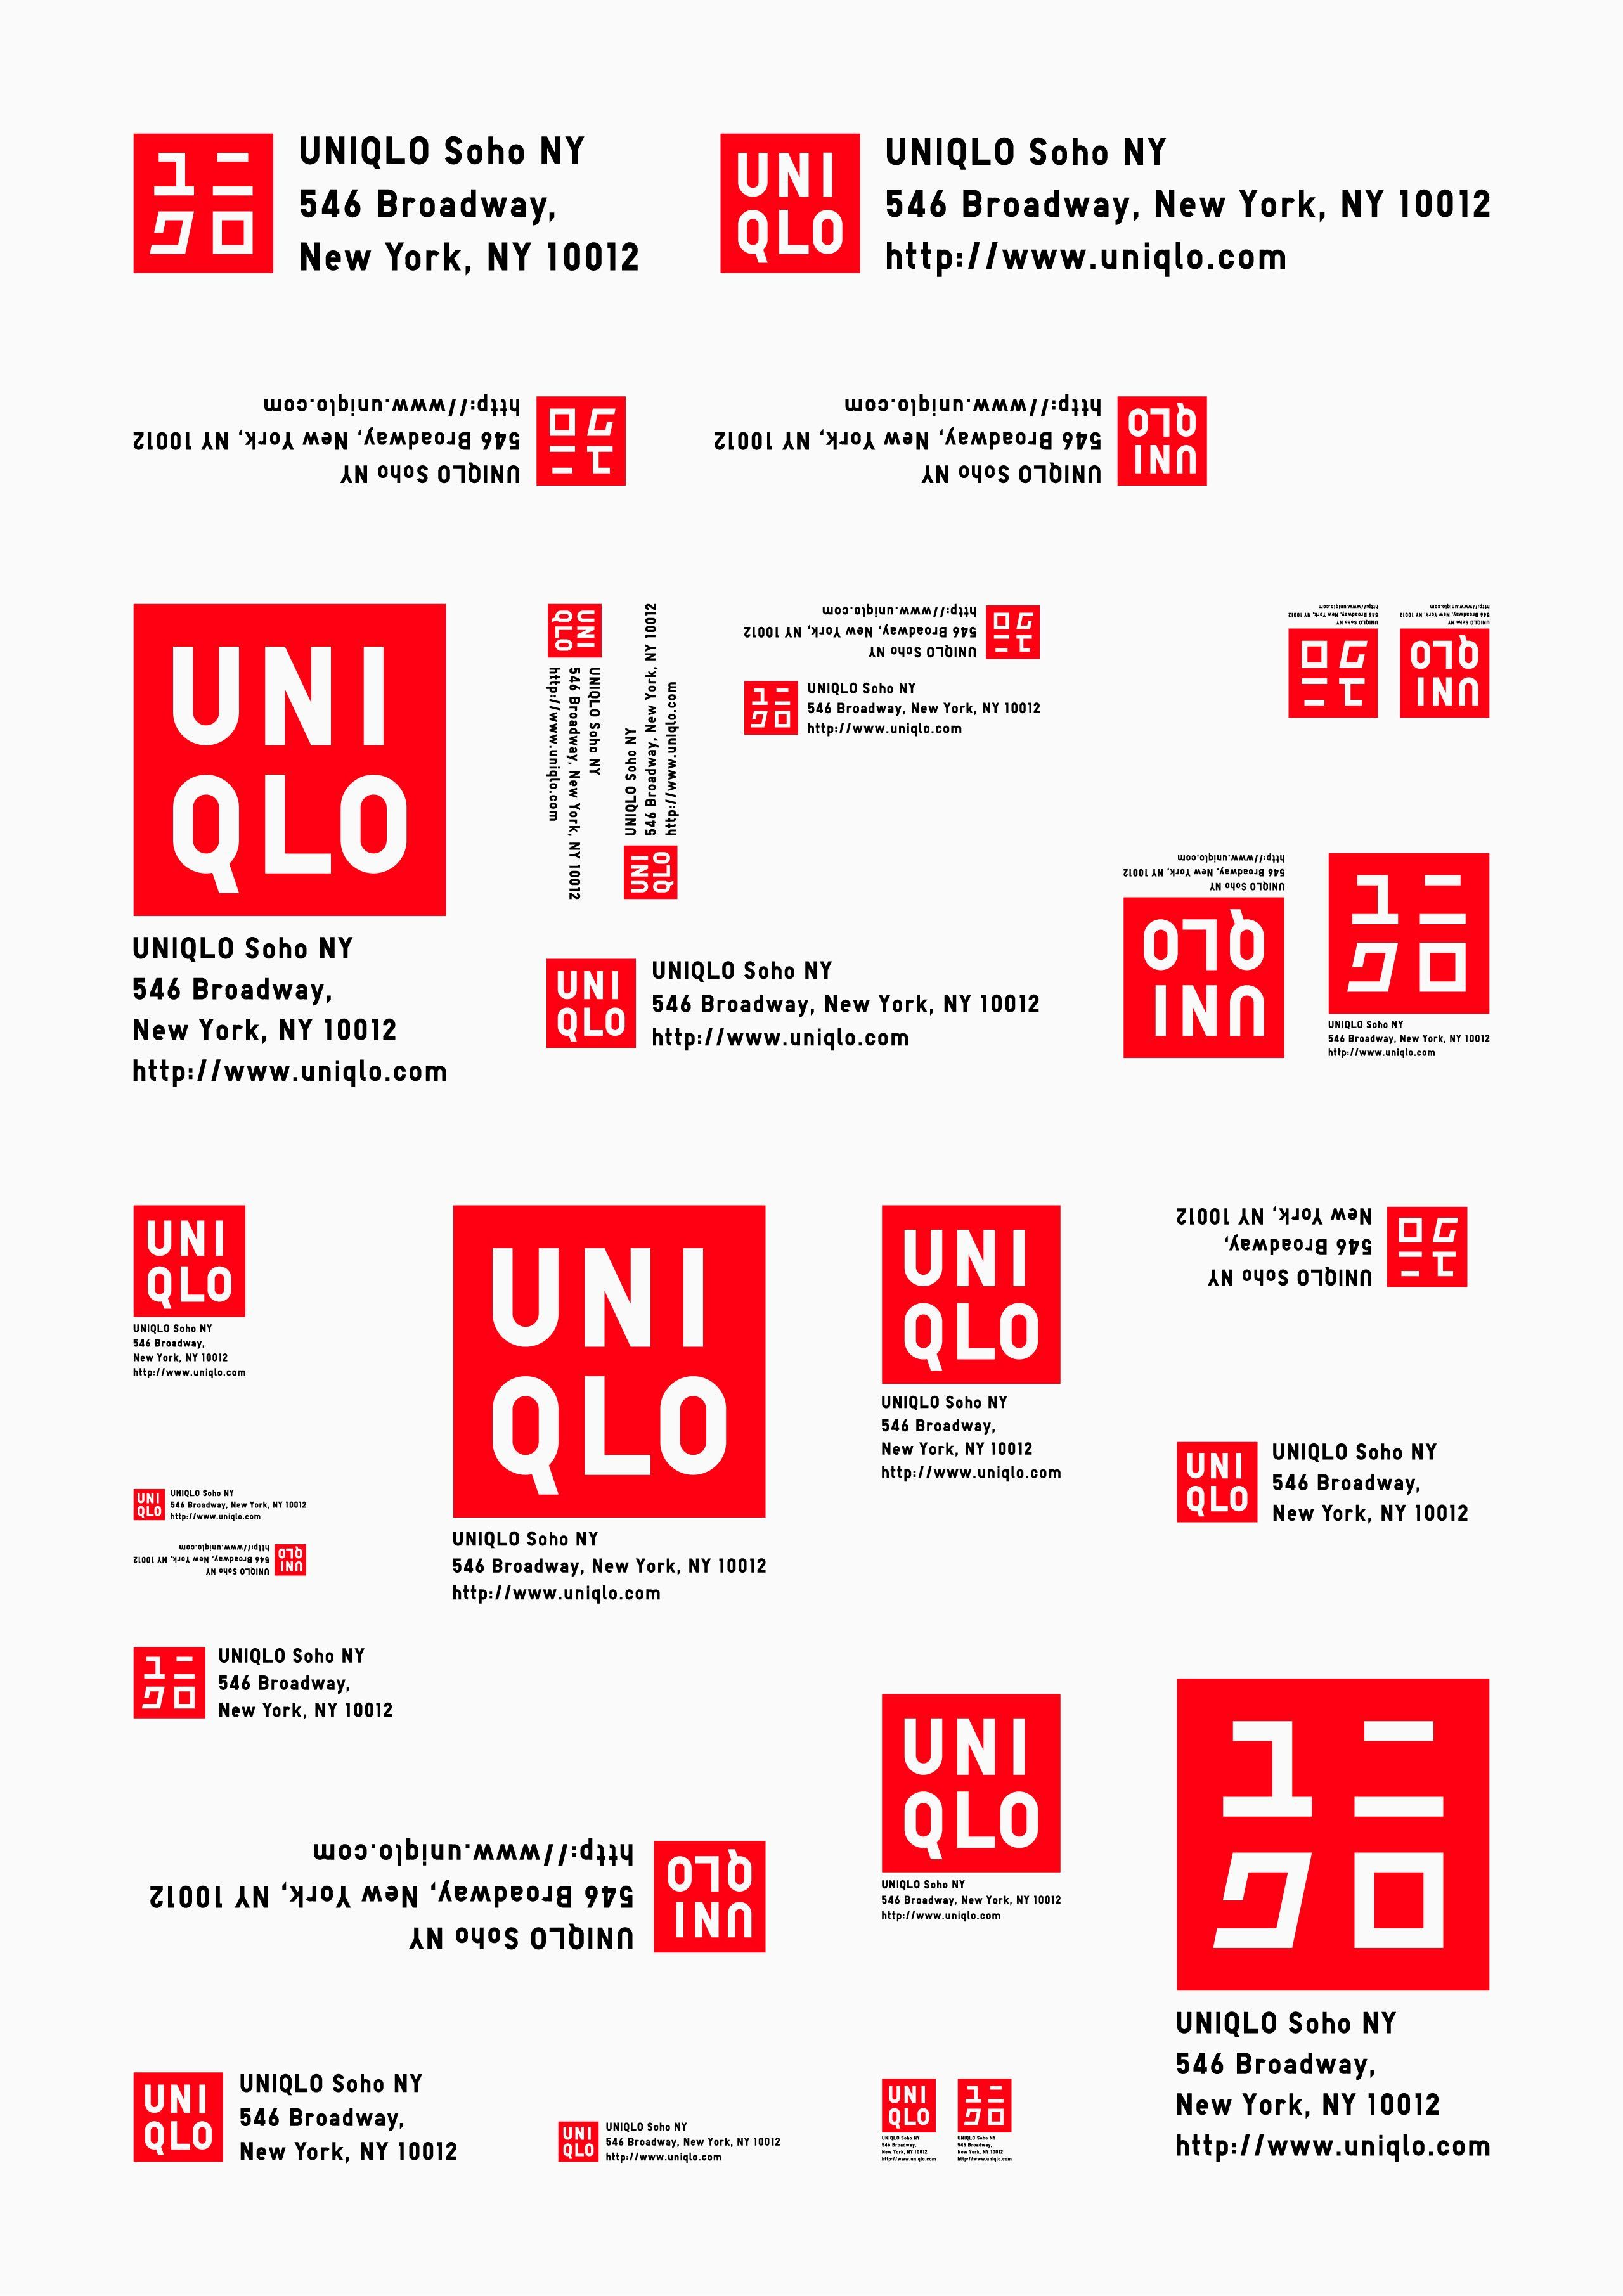 ユニ
クロ
UNIQLO Soho NY
546 Broadway,
New York, NY 10012
UNI
QLO
UNIQLO Soho NY
546 Broadway, New York, NY 10012
http://www.uniqlo.com
ユニ
クロ
UNIQLO Soho NY
546 Broadway, New York, NY 10012
http://www.uniqlo.com
UNI
QLO
UNIQLO Soho NY
546 Broadway, New York, NY 10012
http://www.uniqlo.com
UNI
QLO
UNIQLO Soho NY
546 Broadway,
New York, NY 10012
http://www.uniqlo.com
UNI
QLO
UNIQLO Soho NY
546 Broadway, New York, NY 10012
http://www.uniqlo.com
UNI
QLO
UNIQLO Soho NY
546 Broadway, New York, NY 10012
http://www.uniqlo.com
ユニ
クロ
UNIQLO Soho NY
546 Broadway, New York, NY 10012
http://www.uniqlo.com
ユニ
クロ
UNIQLO Soho NY
546 Broadway, New York, NY 10012
http://www.uniqlo.com
ユニ
クロ
UNIQLO Soho NY
546 Broadway, New York, NY 10012
http://www.uniqlo.com
UNI
QLO
UNIQLO Soho NY
546 Broadway, New York, NY 10012
http://www.uniqlo.com
UNI
QLO
UNIQLO Soho NY
546 Broadway, New York, NY 10012
http://www.uniqlo.com
UNI
QLO
UNIQLO Soho NY
546 Broadway, New York, NY 10012
http://www.uniqlo.com
ユニ
クロ
UNIQLO Soho NY
546 Broadway, New York, NY 10012
http://www.uniqlo.com
UNI
QLO
UNIQLO Soho NY
546 Broadway,
New York, NY 10012
http://www.uniqlo.com
UNI
QLO
UNIQLO Soho NY
546 Broadway, New York, NY 10012
http://www.uniqlo.com
UNI
QLO
UNIQLO Soho NY
546 Broadway,
New York, NY 10012
http://www.uniqlo.com
ユニ
クロ
UNIQLO Soho NY
546 Broadway,
New York, NY 10012
UNI
QLO
UNIQLO Soho NY
546 Broadway,
New York, NY 10012
UNI
QLO
UNIQLO Soho NY
546 Broadway, New York, NY 10012
http://www.uniqlo.com
UNI
QLO
UNIQLO Soho NY
546 Broadway, New York, NY 10012
http://www.uniqlo.com
ユニ
クロ
UNIQLO Soho NY
546 Broadway,
New York, NY 10012
UNI
QLO
UNIQLO Soho NY
546 Broadway, New York, NY 10012
http://www.uniqlo.com
UNI
QLO
UNIQLO Soho NY
546 Broadway, New York, NY 10012
http://www.uniqlo.com
ユニ
クロ
UNIQLO Soho NY
546 Broadway,
New York, NY 10012
http://www.uniqlo.com
UNI
QLO
UNIQLO Soho NY
546 Broadway,
New York, NY 10012
UNI
QLO
UNIQLO Soho NY
546 Broadway, New York, NY 10012
http://www.uniqlo.com
UNI
QLO
UNIQLO Soho NY
546 Broadway,
New York, NY 10012
http://www.uniqlo.com
ユニ
クロ
UNIQLO Soho NY
546 Broadway,
New York, NY 10012
http://www.uniqlo.com